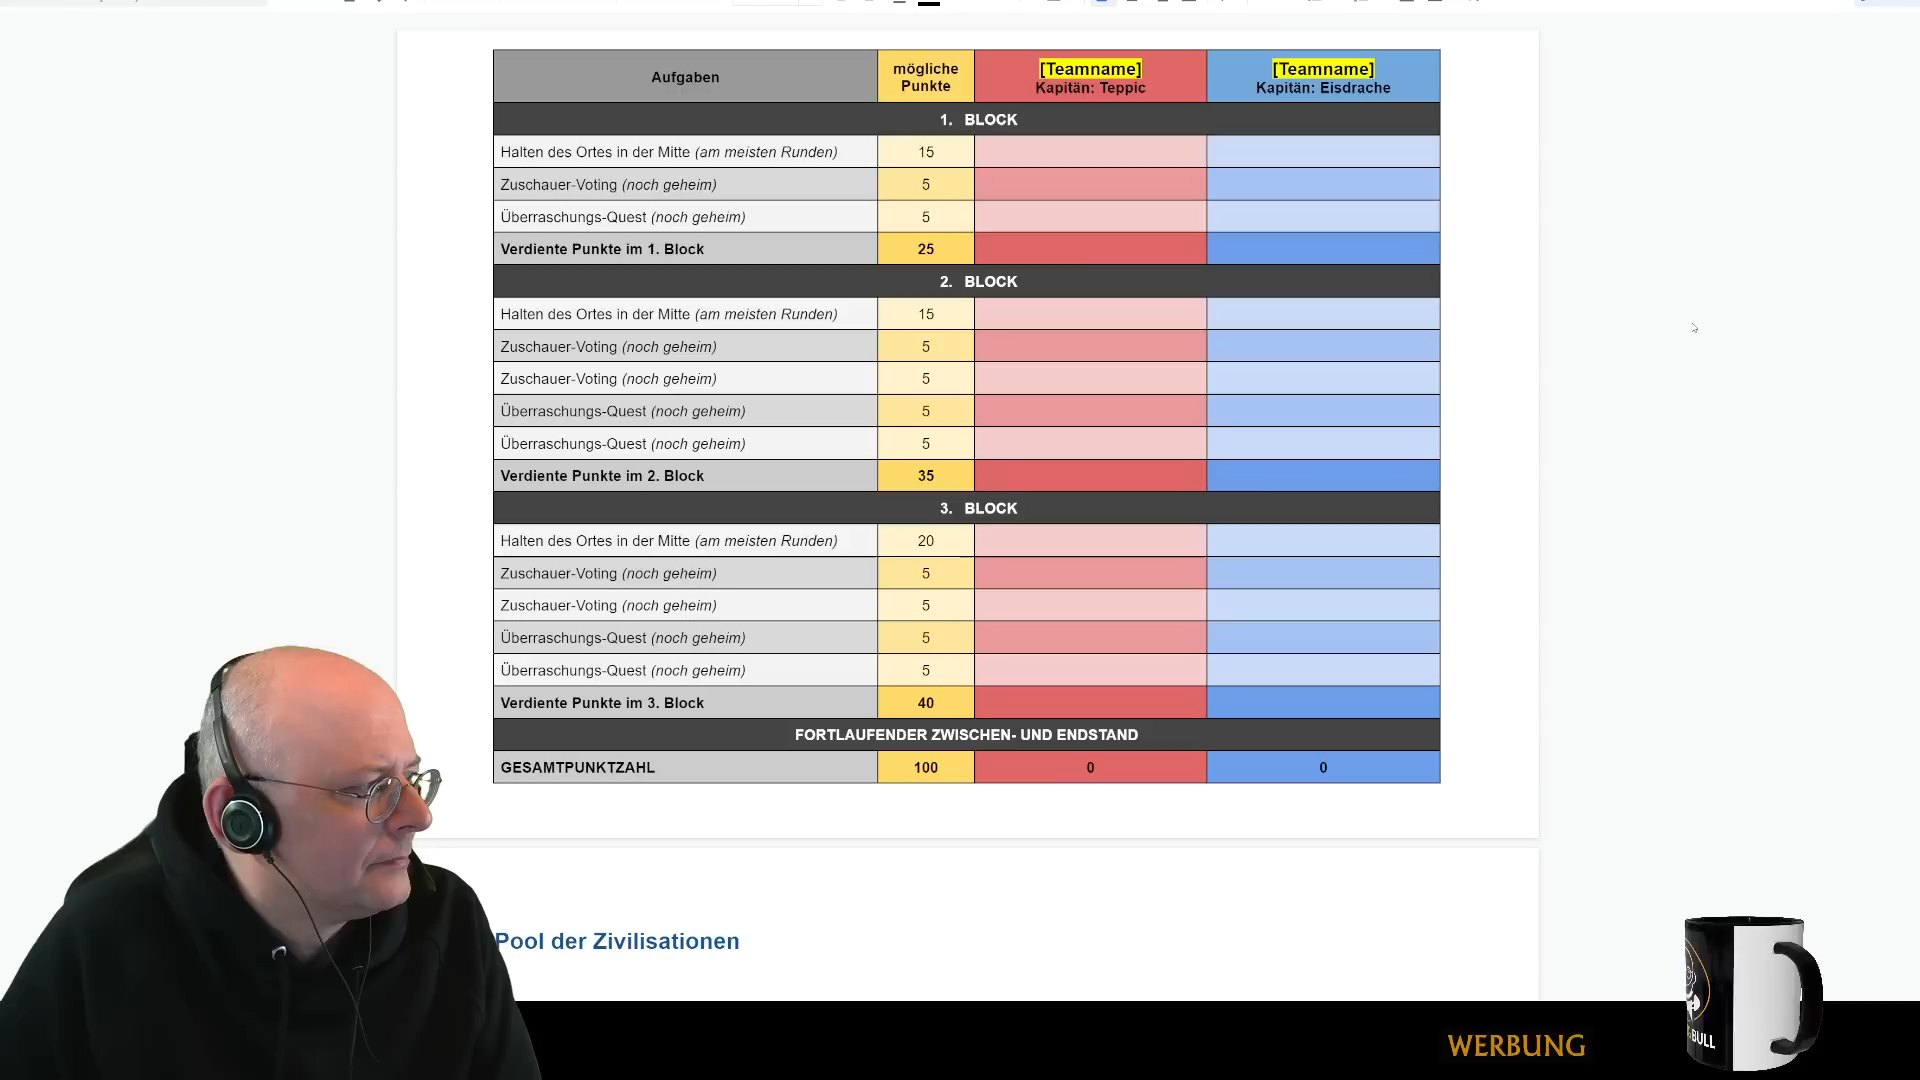 Aufgaben
mögliche Punkte
[Teamname]
Kapitän: Teppic
[Teamname]
Kapitän: Eisdrache
1. BLOCK
Halten des Ortes in der Mitte (am meisten Runden) 15
Zuschauer-Voting (noch geheim) 5
Überraschungs-Quest (noch geheim) 5
Verdiente Punkte im 1. Block 25
2. BLOCK
Halten des Ortes in der Mitte (am meisten Runden) 15
Zuschauer-Voting (noch geheim) 5
Zuschauer-Voting (noch geheim) 5
Überraschungs-Quest (noch geheim) 5
Überraschungs-Quest (noch geheim) 5
Verdiente Punkte im 2. Block 35
3. BLOCK
Halten des Ortes in der Mitte (am meisten Runden) 20
Zuschauer-Voting (noch geheim) 5
Zuschauer-Voting (noch geheim) 5
Überraschungs-Quest (noch geheim) 5
Überraschungs-Quest (noch geheim) 5
Verdiente Punkte im 3. Block 40
FORTLAUFENDER ZWISCHEN- UND ENDSTAND
GESAMTPUNKTZAHL 100 0 0
Pool der Zivilisationen
WERBUNG
BULL